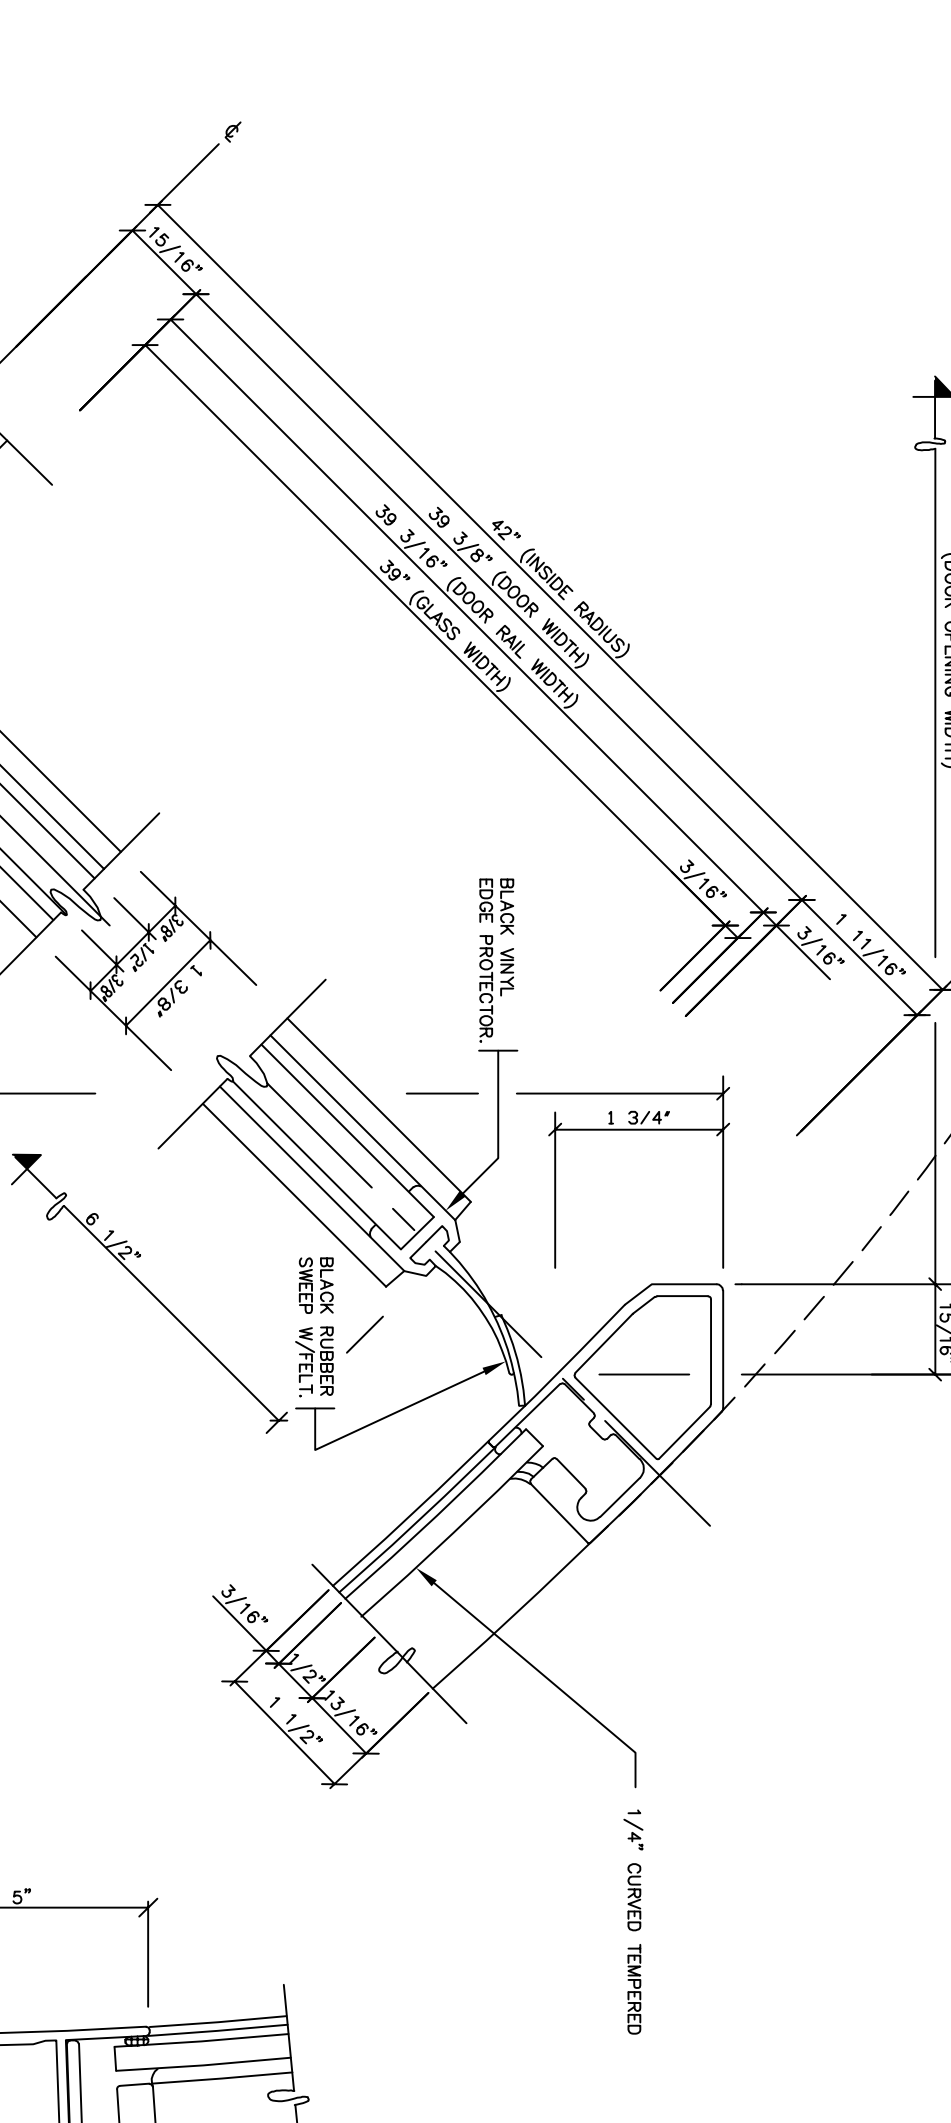 ℄
15/16"
42" (INSIDE RADIUS)
39 3/8" (DOOR WIDTH)
39 3/16" (DOOR RAIL WIDTH)
39" (GLASS WIDTH)
(DOOR OPENING WIDTH)
3/16"
3/16"
1 11/16"
3/8"
1/2"
3/8"
1 3/8"
BLACK VINYL
EDGE PROTECTOR.
1 3/4"
6 1/2"
BLACK RUBBER
SWEEP W/FELT.
15/16"
3/16"
1/2"
13/16"
1 1/2"
1/4" CURVED TEMPERED
5"